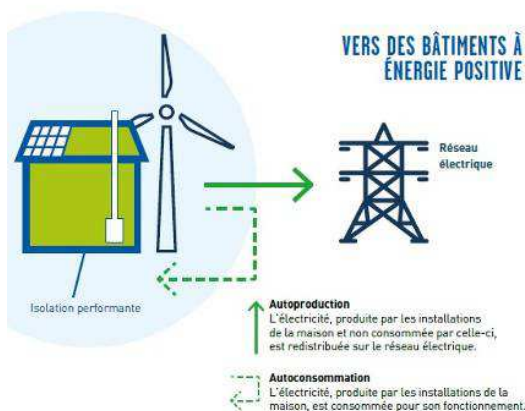 VERS DES BÂTIMENTS À
ÉNERGIE POSITIVE
Réseau
électrique
Isolation performante
Autoproduction
L'électricité, produite par les installations
de la maison et non consommée par celle-ci,
est redistribuée sur le réseau électrique.
Autoconsommation
L'électricité, produite par les installations de la
maison, est consommée pour son fonctionnement.